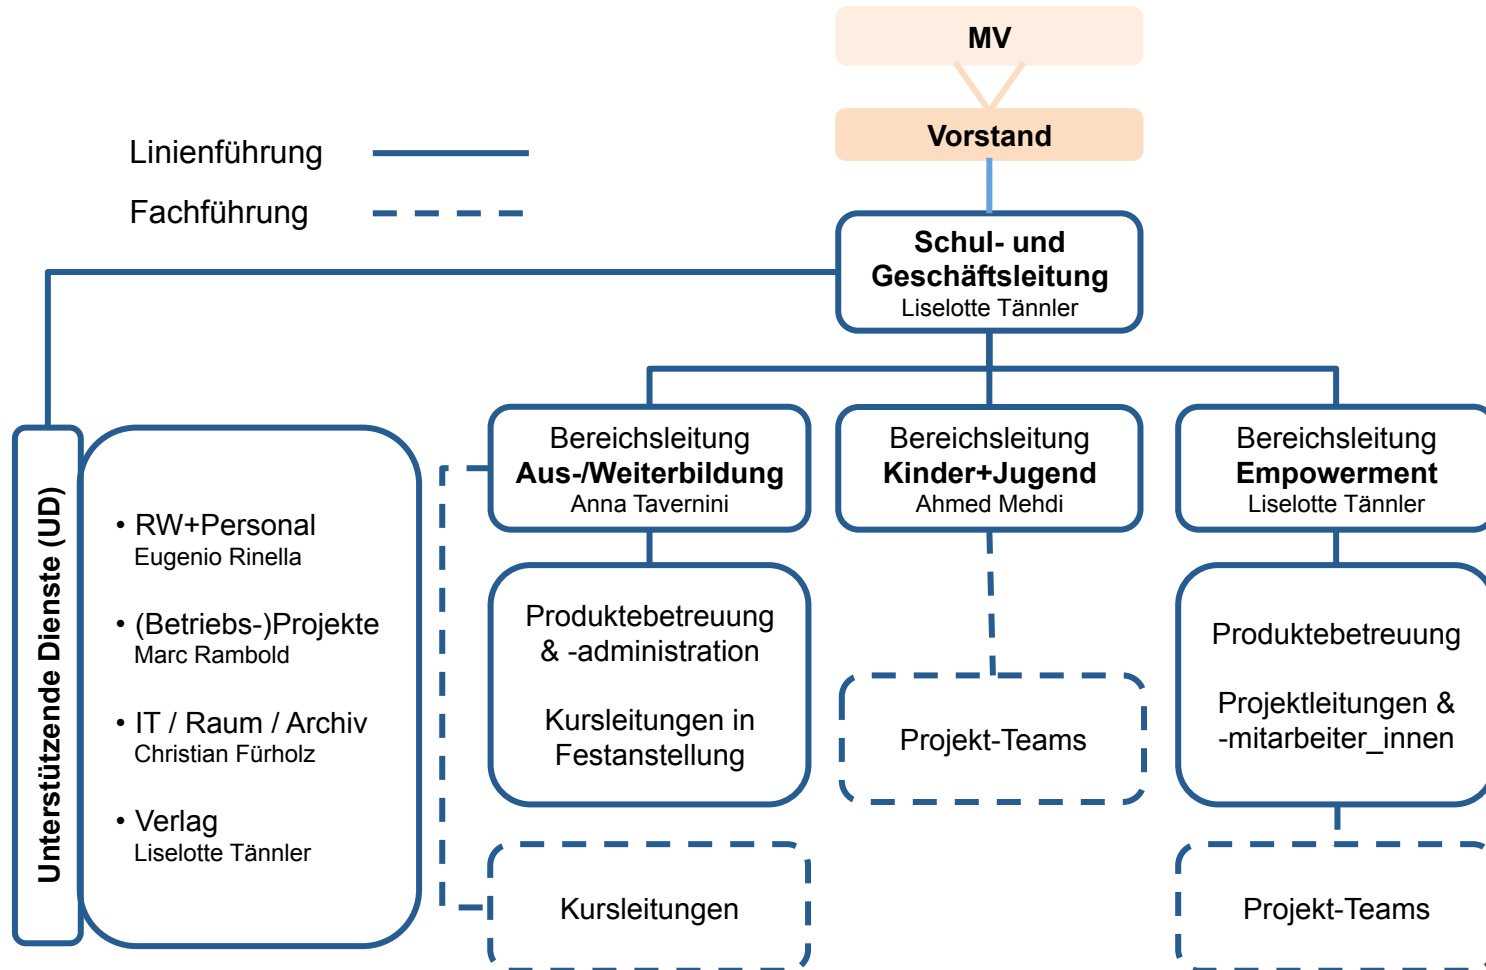 MV
Vorstand
Linienführung
Fachführung
Schul- und
Geschäftsleitung
Liselotte Tännler
Unterstützende Dienste (UD)
• RW+Personal
Eugenio Rinella
• (Betriebs-)Projekte
Marc Rambold
• IT / Raum / Archiv
Christian Fürholz
• Verlag
Liselotte Tännler
Bereichsleitung
Aus-/Weiterbildung
Anna Tavernini
Produktebetreuung
& -administration
Kursleitungen in
Festanstellung
Kursleitungen
Bereichsleitung
Kinder+Jugend
Ahmed Mehdi
Projekt-Teams
Bereichsleitung
Empowerment
Liselotte Tännler
Produktebetreuung
Projektleitungen &
-mitarbeiter_innen
Projekt-Teams